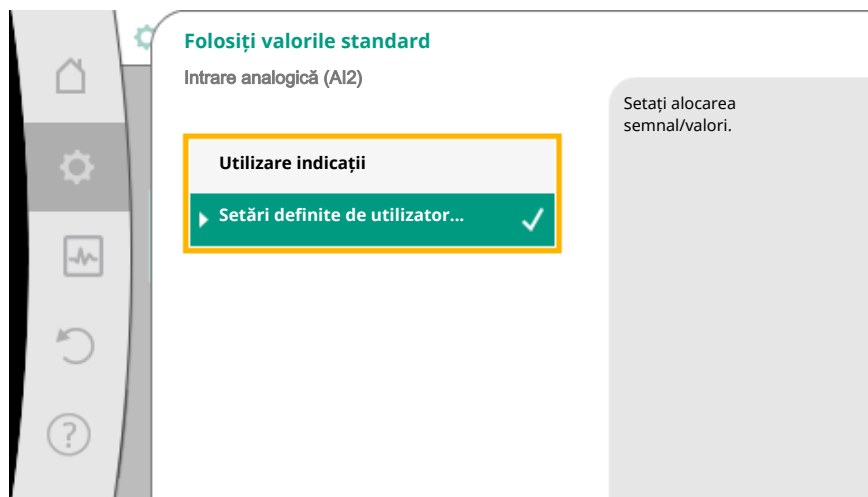 Folosiți valorile standard
Intrare analogică (AI2)
Setați alocarea
semnal/valori.
Utilizare indicații
Setări definite de utilizator...
?